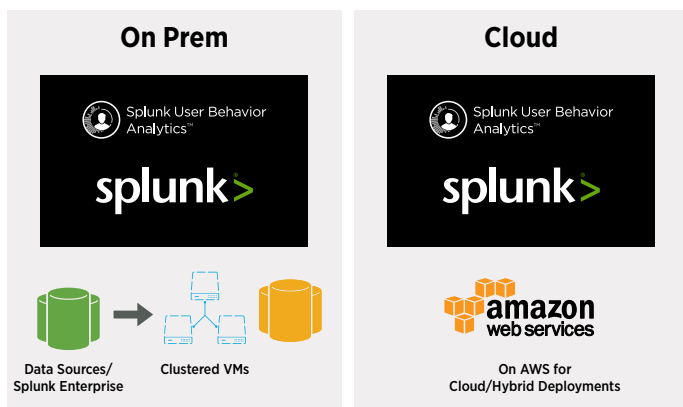 On Prem
Splunk User Behavior
Analytics™
splunk>®
Data Sources/
Splunk Enterprise
Clustered VMs
Cloud
Splunk User Behavior
Analytics™
splunk>®
amazon
web services
On AWS for
Cloud/Hybrid Deployments